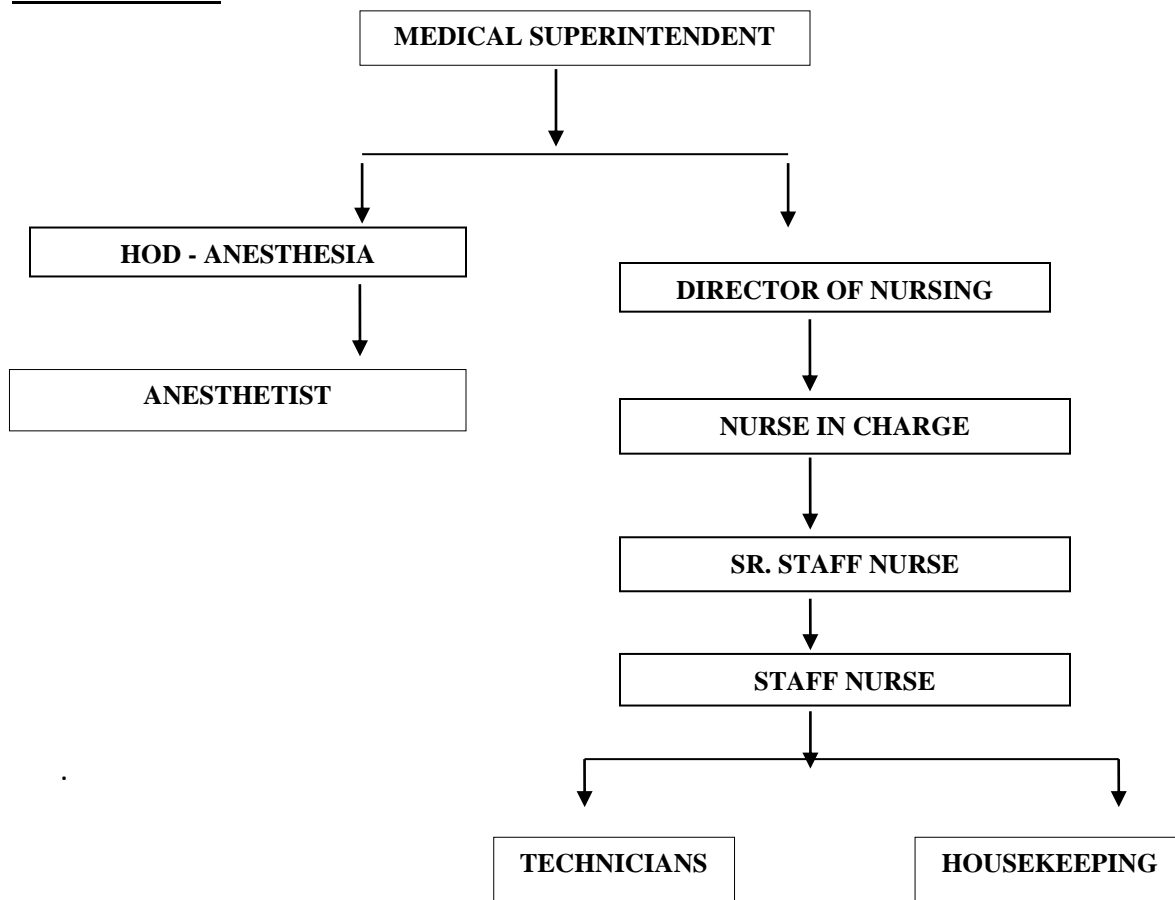 MEDICAL SUPERINTENDENT
HOD - ANESTHESIA
DIRECTOR OF NURSING
ANESTHETIST
NURSE IN CHARGE
SR. STAFF NURSE
STAFF NURSE
.
TECHNICIANS
HOUSEKEEPING